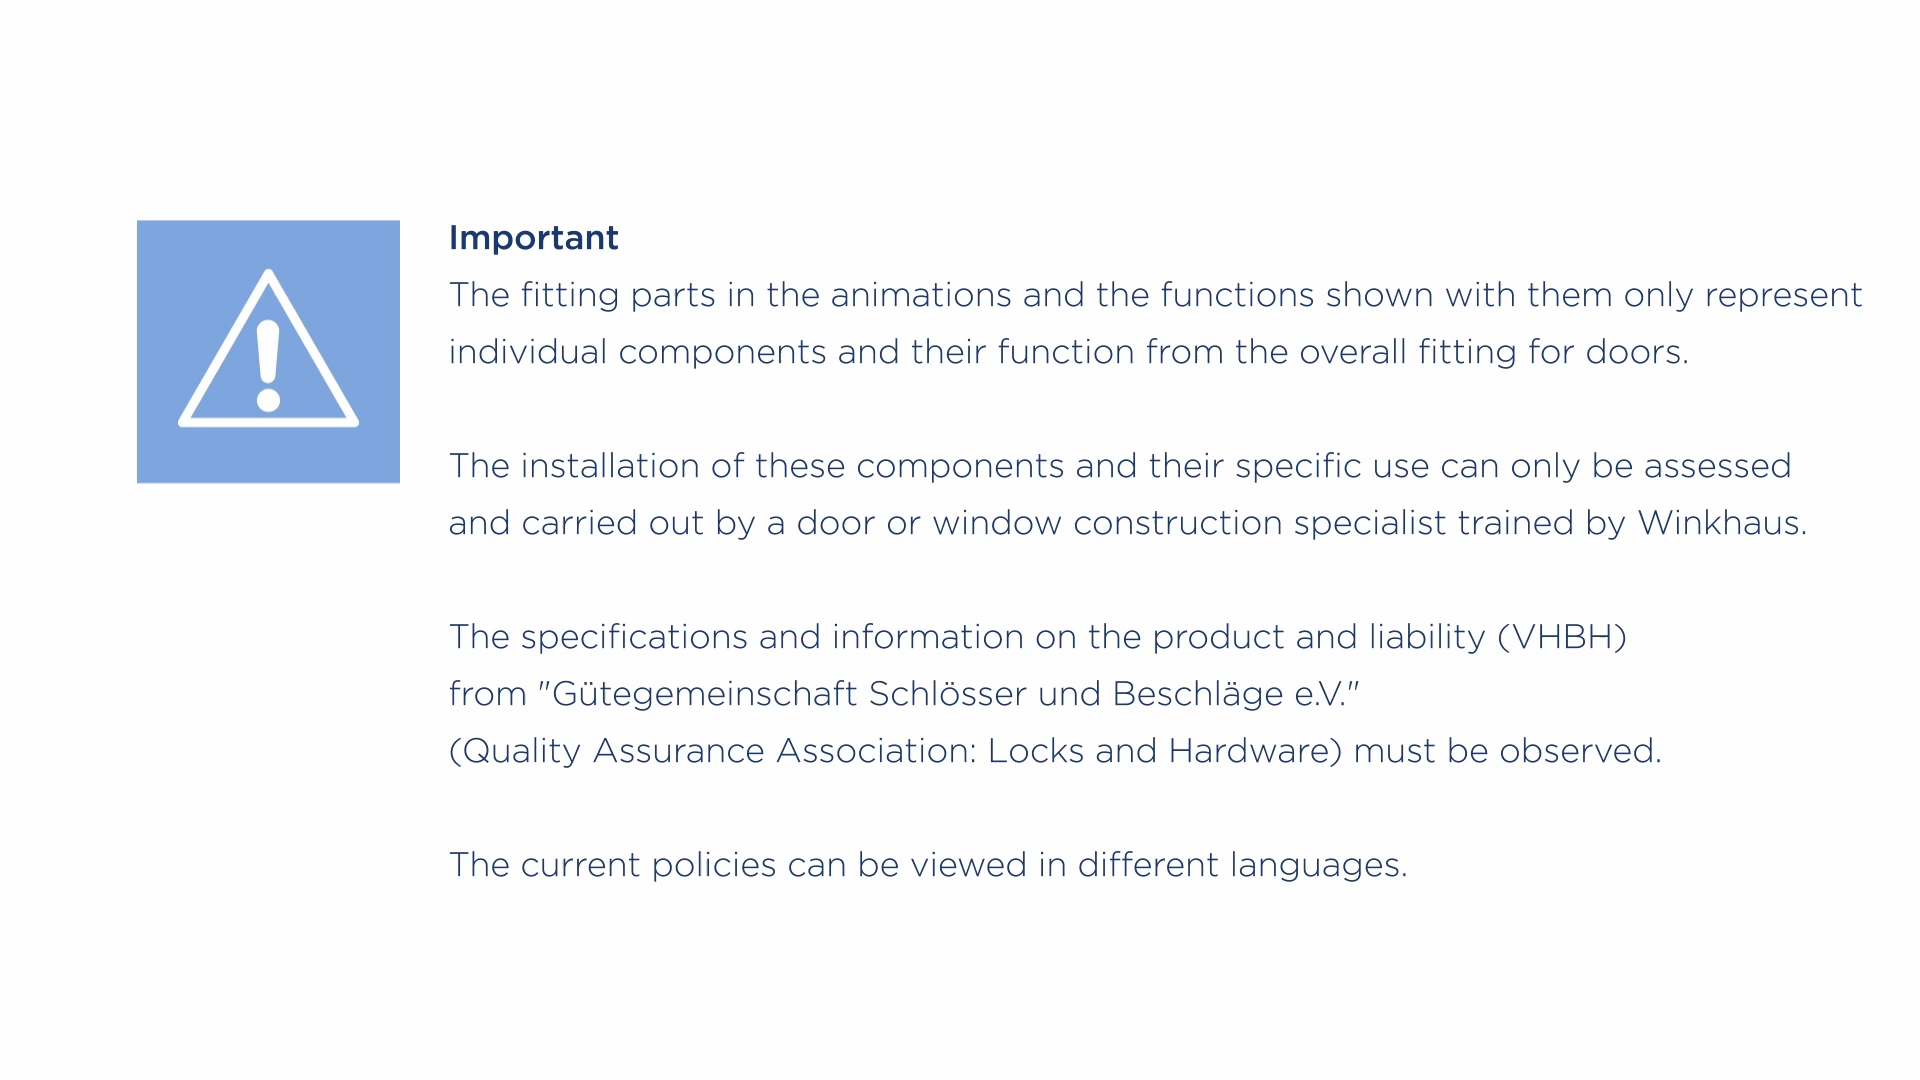 Important
The fitting parts in the animations and the functions shown with them only represent
individual components and their function from the overall fitting for doors.
The installation of these components and their specific use can only be assessed
and carried out by a door or window construction specialist trained by Winkhaus.
The specifications and information on the product and liability (VHBH)
from "Gütegemeinschaft Schlösser und Beschläge e.V."
(Quality Assurance Association: Locks and Hardware) must be observed.
The current policies can be viewed in different languages.